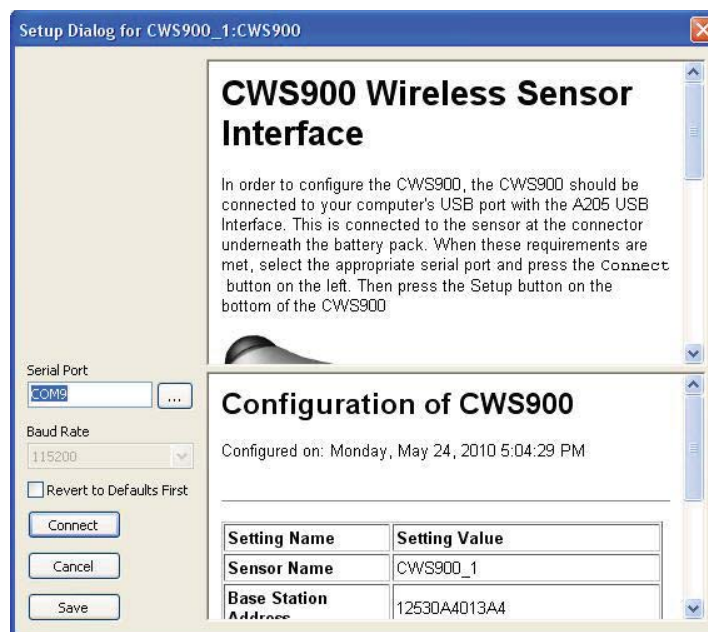 Setup Dialog for CWS900_1:CWS900
CWS900 Wireless Sensor
Interface
In order to configure the CWS900, the CWS900 should be
connected to your computer's USB port with the A205 USB
Interface. This is connected to the sensor at the connector
underneath the battery pack. When these requirements are
met, select the appropriate serial port and press the Connect
button on the left. Then press the Setup button on the
bottom of the CWS900
Serial Port
COM9
...
Baud Rate
115200
Revert to Defaults First
Connect
Cancel
Save
Configuration of CWS900
Configured on: Monday, May 24, 2010 5:04:29 PM
Setting Name Setting Value
Sensor Name CWS900_1
Base Station
Address 12530A4013A4